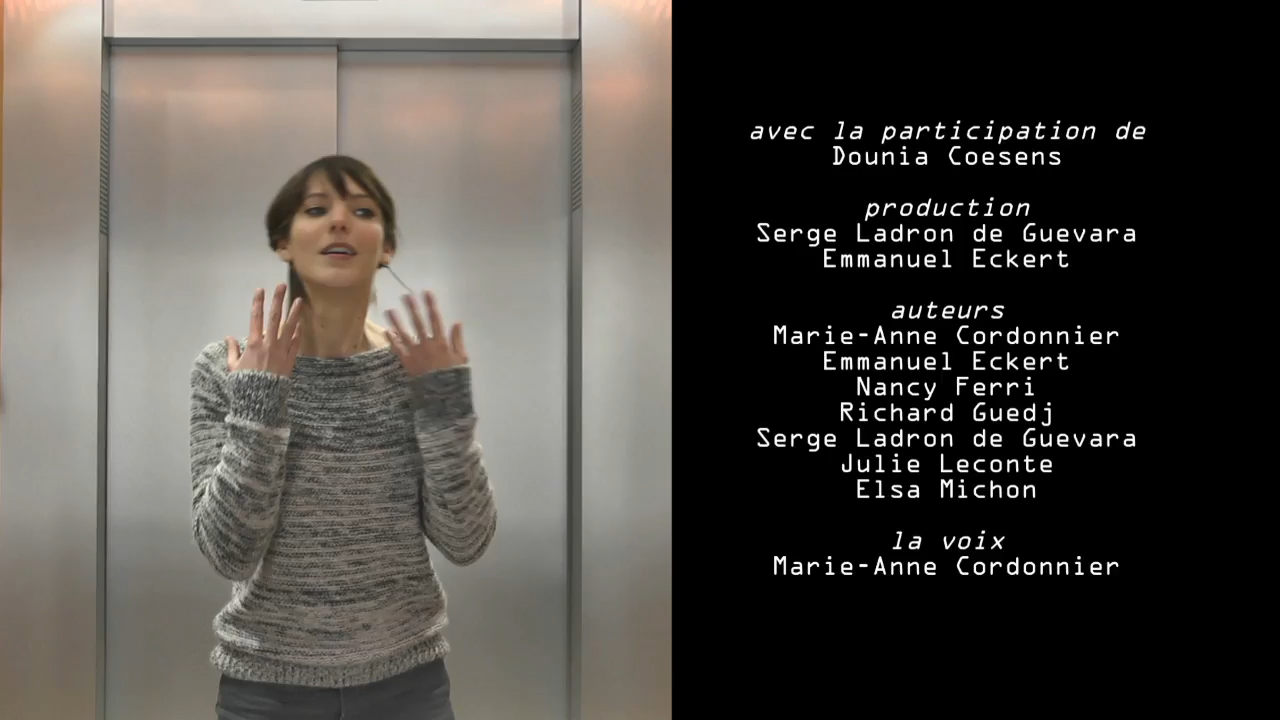 avec la participation de
Dounia Coesens
production
Serge Ladron de Guevara
Emmanuel Eckert
auteurs
Marie-Anne Cordonnier
Emmanuel Eckert
Nancy Ferri
Richard Guedj
Serge Ladron de Guevara
Julie Leconte
Elsa Michon
la voix
Marie-Anne Cordonnier